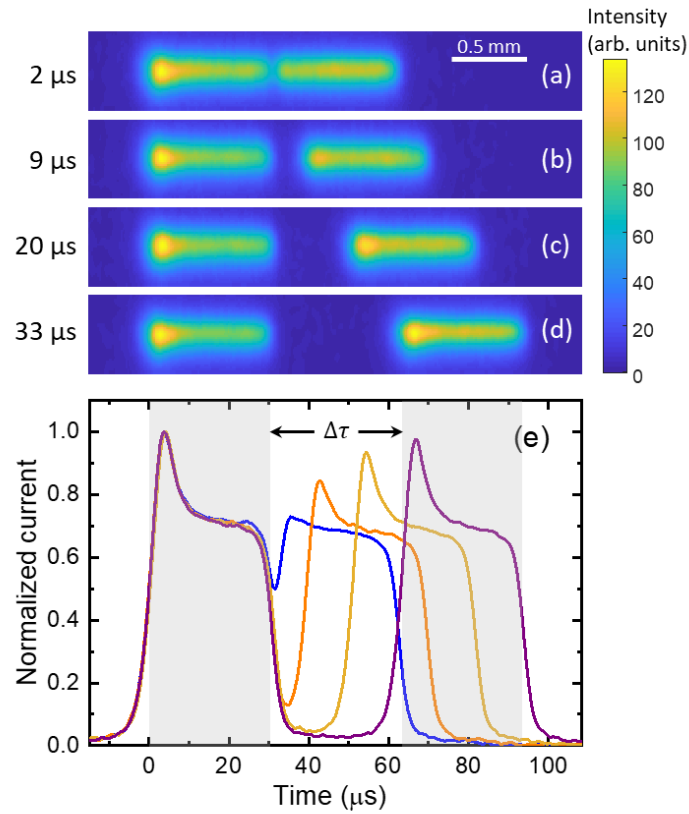 Intensity
(arb. units)
2 μs
0.5 mm
(a)
9 μs
(b)
20 μs
(c)
33 μs
(d)
120
100
80
60
40
20
0
Δτ
(e)
Normalized current
1.0
0.8
0.6
0.4
0.2
0.0
0 20 40 60 80 100
Time (μs)